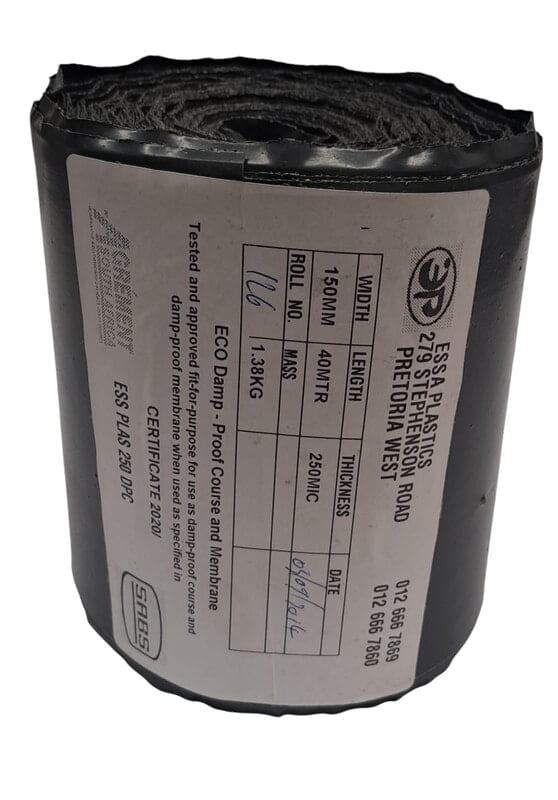 ESSA PLASTICS
279 STEPHENSON ROAD
PRETORIA WEST
012 666 7869
012 666 7860
WIDTH LENGTH THICKNESS DATE
150MM 40MTR 250MIC
ROLL NO. MASS
126 1.38KG
ECO Damp - Proof Course and Membrane
Tested and approved fit-for-purpose for use as damp-proof course and
damp-proof membrane when used as specified in
CERTIFICATE 2020/
ESS PLAS 250 DPC
AGRÉMENT
SOUTH AFRICA
SABS